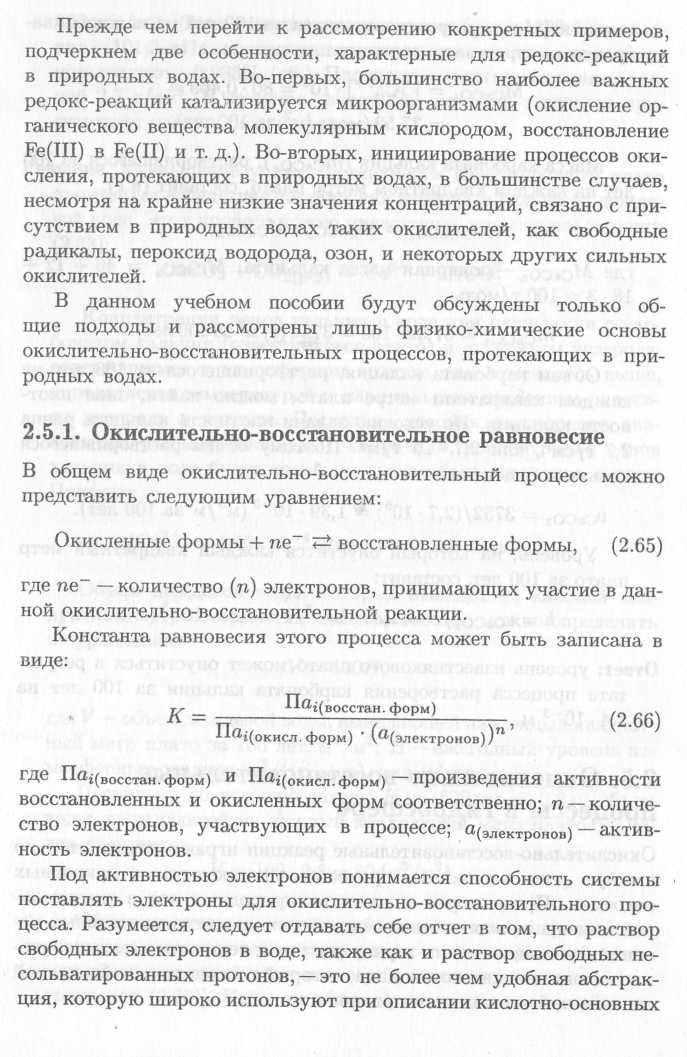 Прежде чем перейти к рассмотрению конкретных примеров,
подчеркнем две особенности, характерные для редокс-реакций
в природных водах. Во-первых, большинство наиболее важных
редокс-реакций катализируется микроорганизмами (окисление ор-
ганического вещества молекулярным кислородом, восстановление
Fe(III) в Fe(II) и т. д.). Во-вторых, инициирование процессов оки-
сления, протекающих в природных водах, в большинстве случаев,
несмотря на крайне низкие значения концентраций, связано с при-
сутствием в природных водах таких окислителей, как свободные
радикалы, пероксид водорода, озон, и некоторых других сильных
окислителей.
В данном учебном пособии будут обсуждены только об-
щие подходы и рассмотрены лишь физико-химические основы
окислительно-восстановительных процессов, протекающих в при-
родных водах.
2.5.1. Окислительно-восстановительное равновесие
В общем виде окислительно-восстановительный процесс можно
представить следующим уравнением:
Окисленные формы + ne⁻ ⇄ восстановленные формы, (2.65)
где ne⁻ — количество (n) электронов, принимающих участие в дан-
ной окислительно-восстановительной реакции.
Константа равновесия этого процесса может быть записана в
виде:
K = Πa_i(восстан. форм) / Πa_i(окисл. форм) · (a_(электронов))ⁿ, (2.66)
где Πa_i(восстан. форм) и Πa_i(окисл. форм) — произведения активности
восстановленных и окисленных форм соответственно; n — количе-
ство электронов, участвующих в процессе; a_(электронов) — актив-
ность электронов.
Под активностью электронов понимается способность системы
поставлять электроны для окислительно-восстановительного про-
цесса. Разумеется, следует отдавать себе отчет в том, что раствор
свободных электронов в воде, также как и раствор свободных не-
сольватированных протонов, — это не более чем удобная абстрак-
ция, которую широко используют при описании кислотно-основных